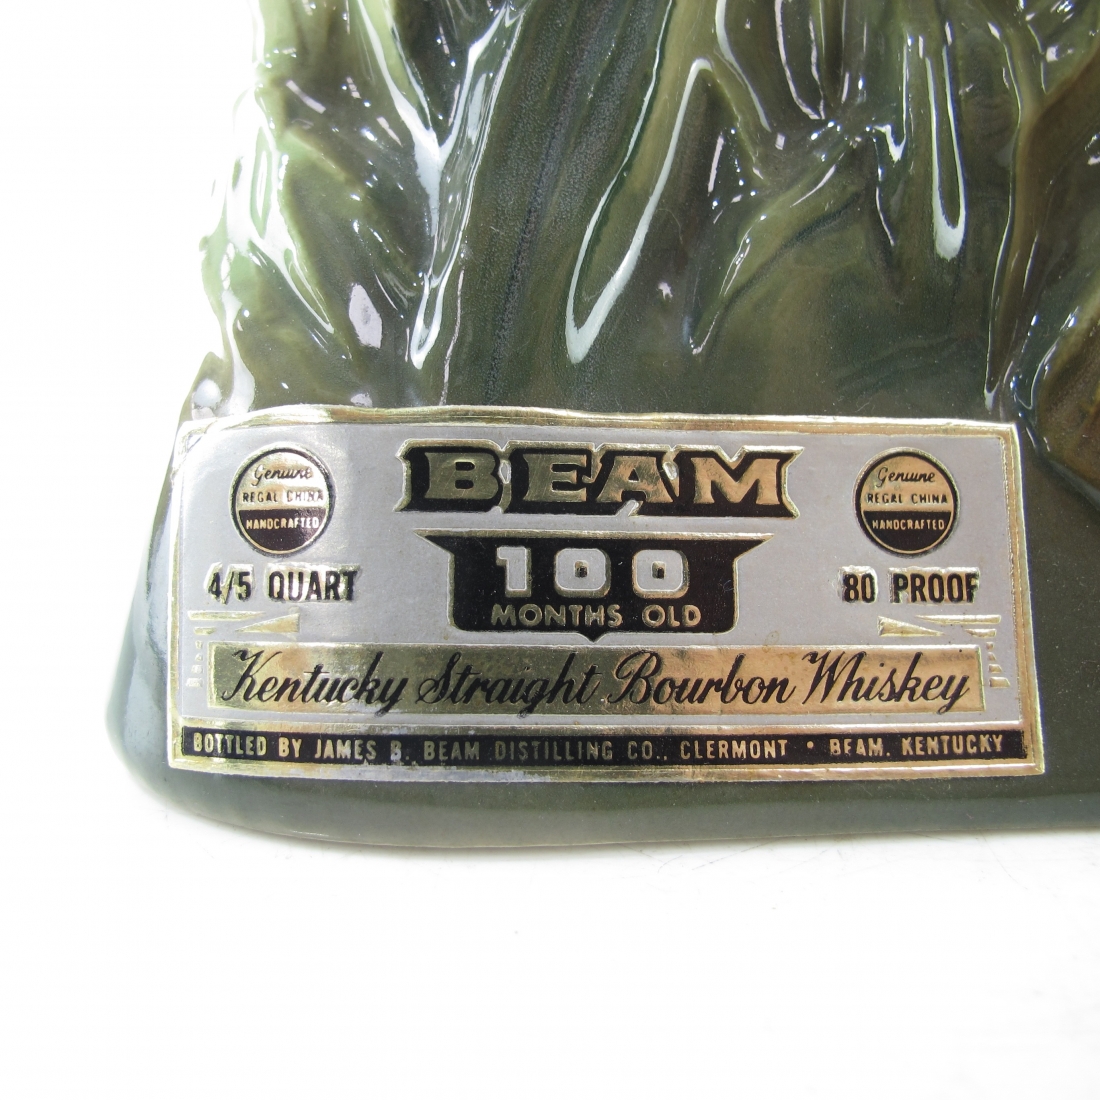 Genuine
REGAL CHINA
HANDCRAFTED
BEAM
Genuine
REGAL CHINA
HANDCRAFTED
4/5 QUART
100
MONTHS OLD
80 PROOF
Kentucky Straight Bourbon Whiskey
BOTTLED BY JAMES B. BEAM DISTILLING CO., CLERMONT • BEAM, KENTUCKY